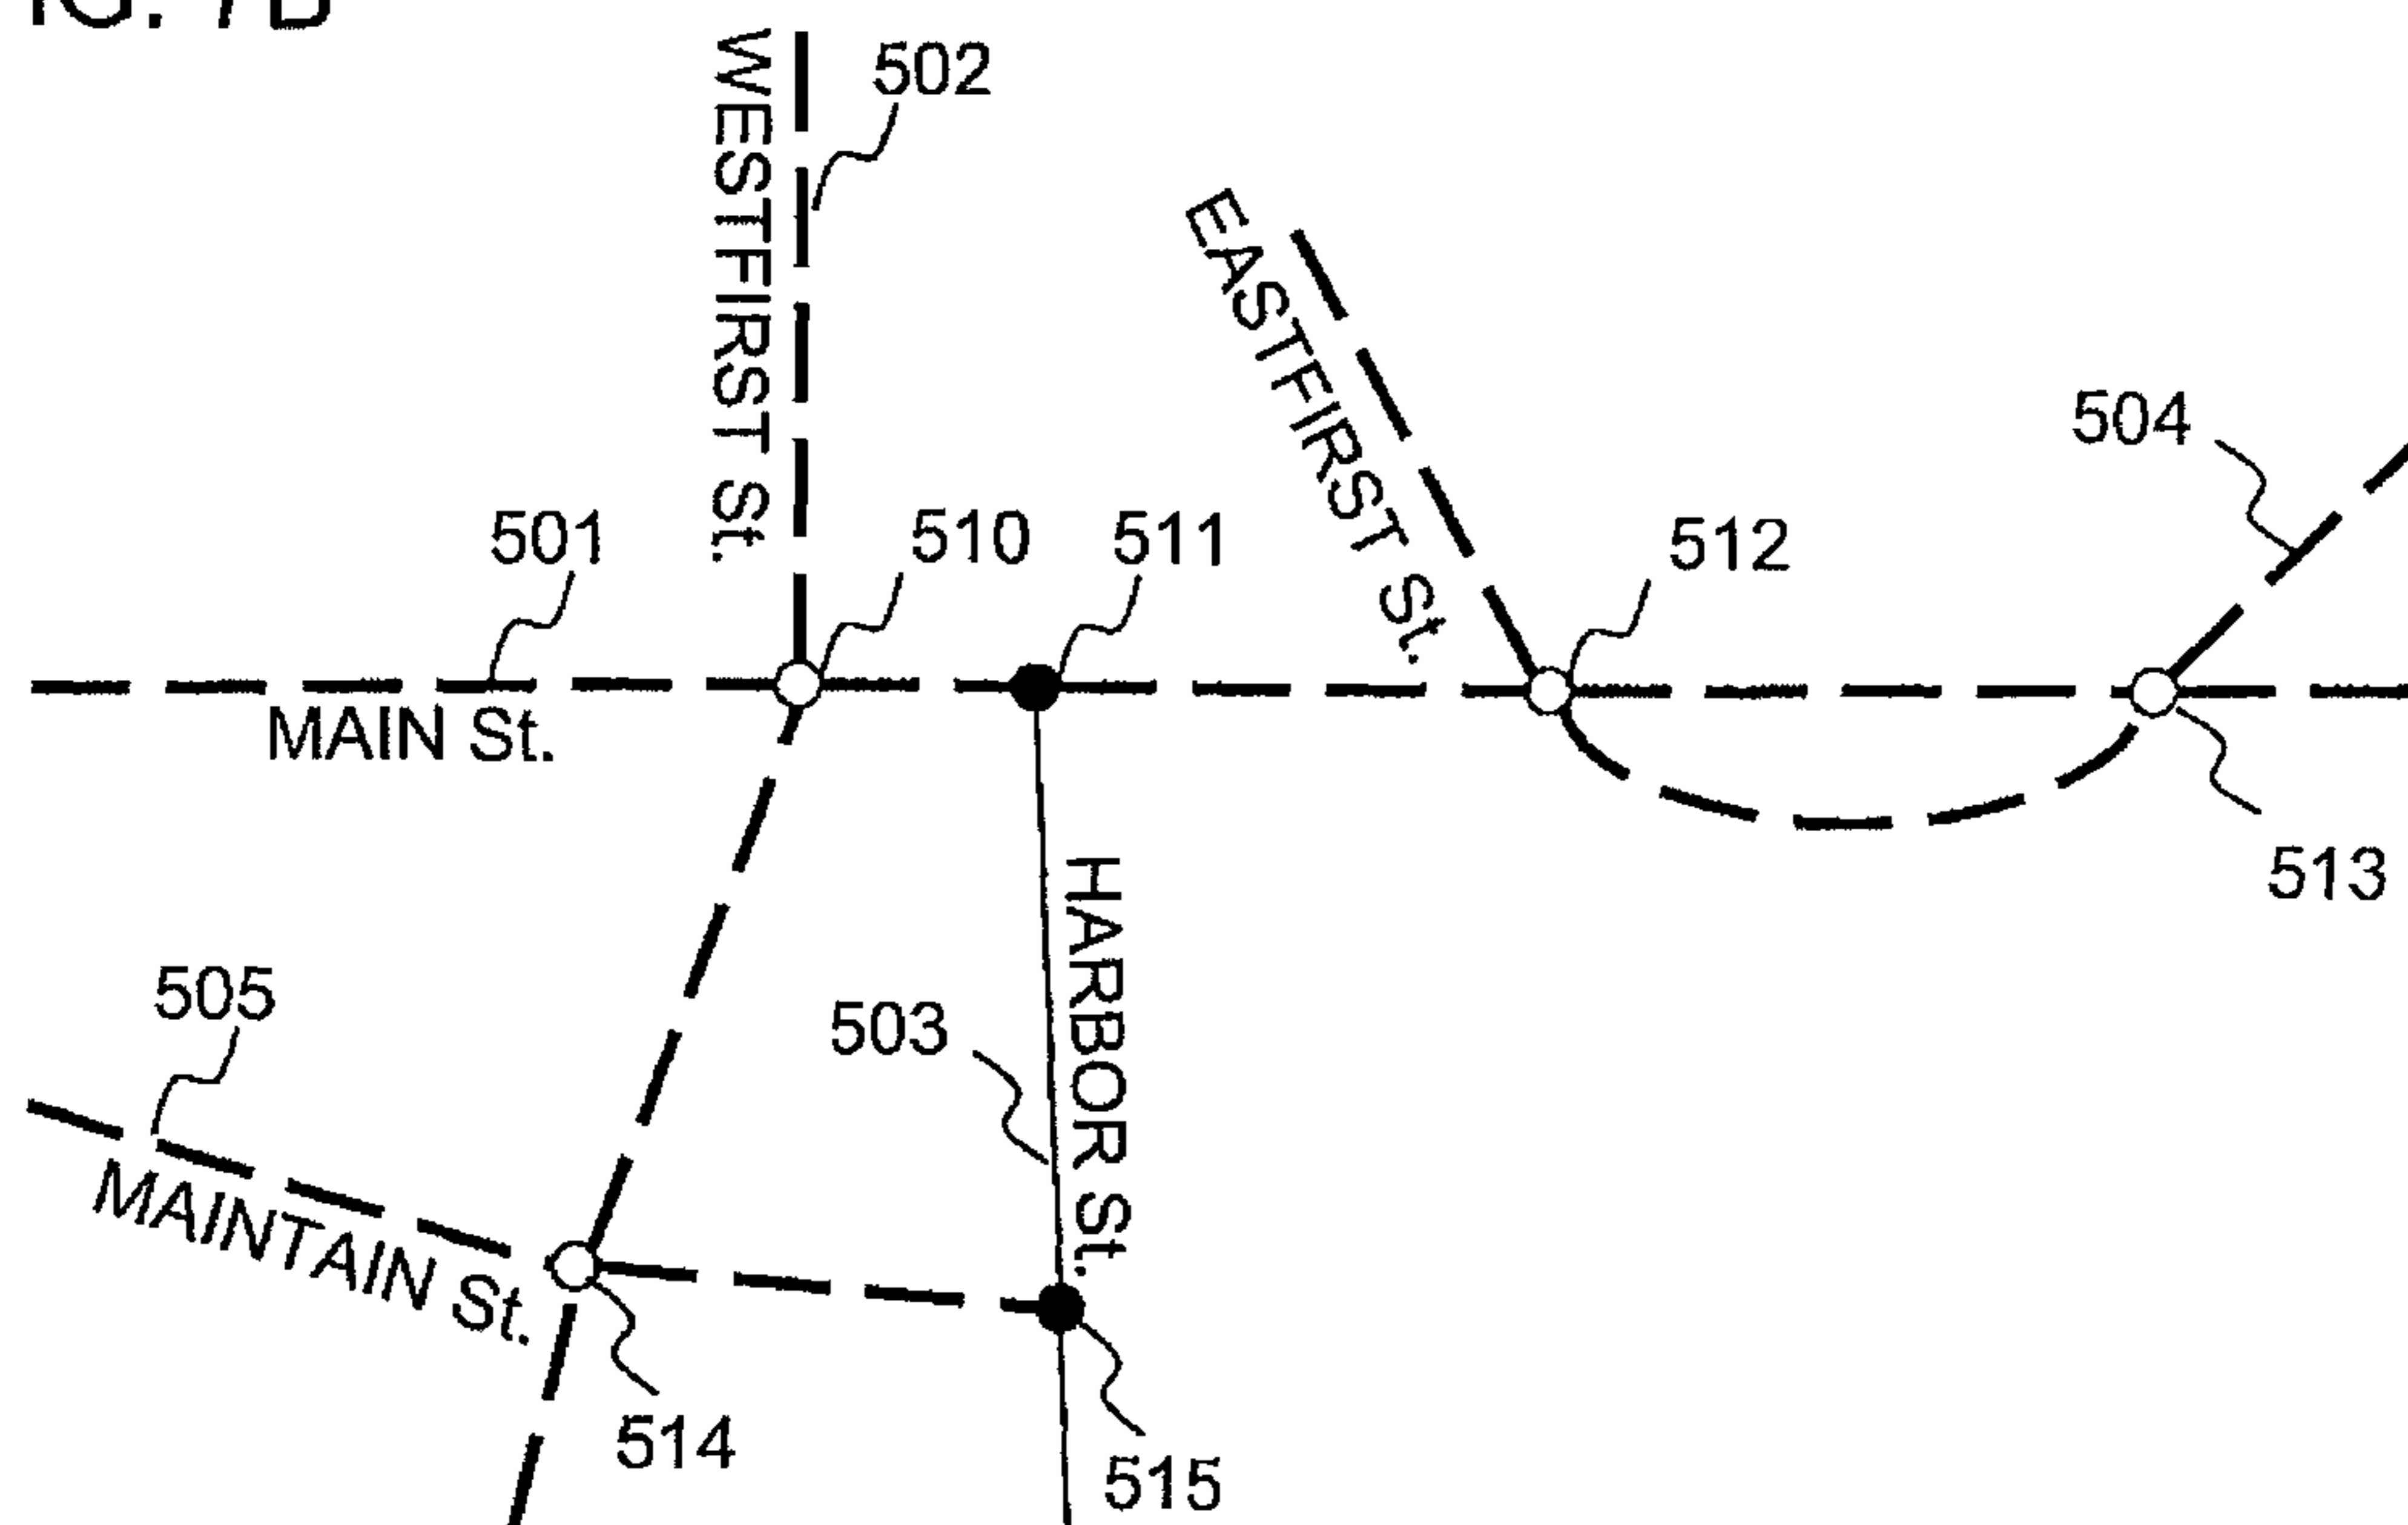 WESTFIRST St.
502
EASTFIRST St.
504
501
510
511
512
MAIN St.
513
HARBOR St.
505
503
MAINTAIN St.
514
515